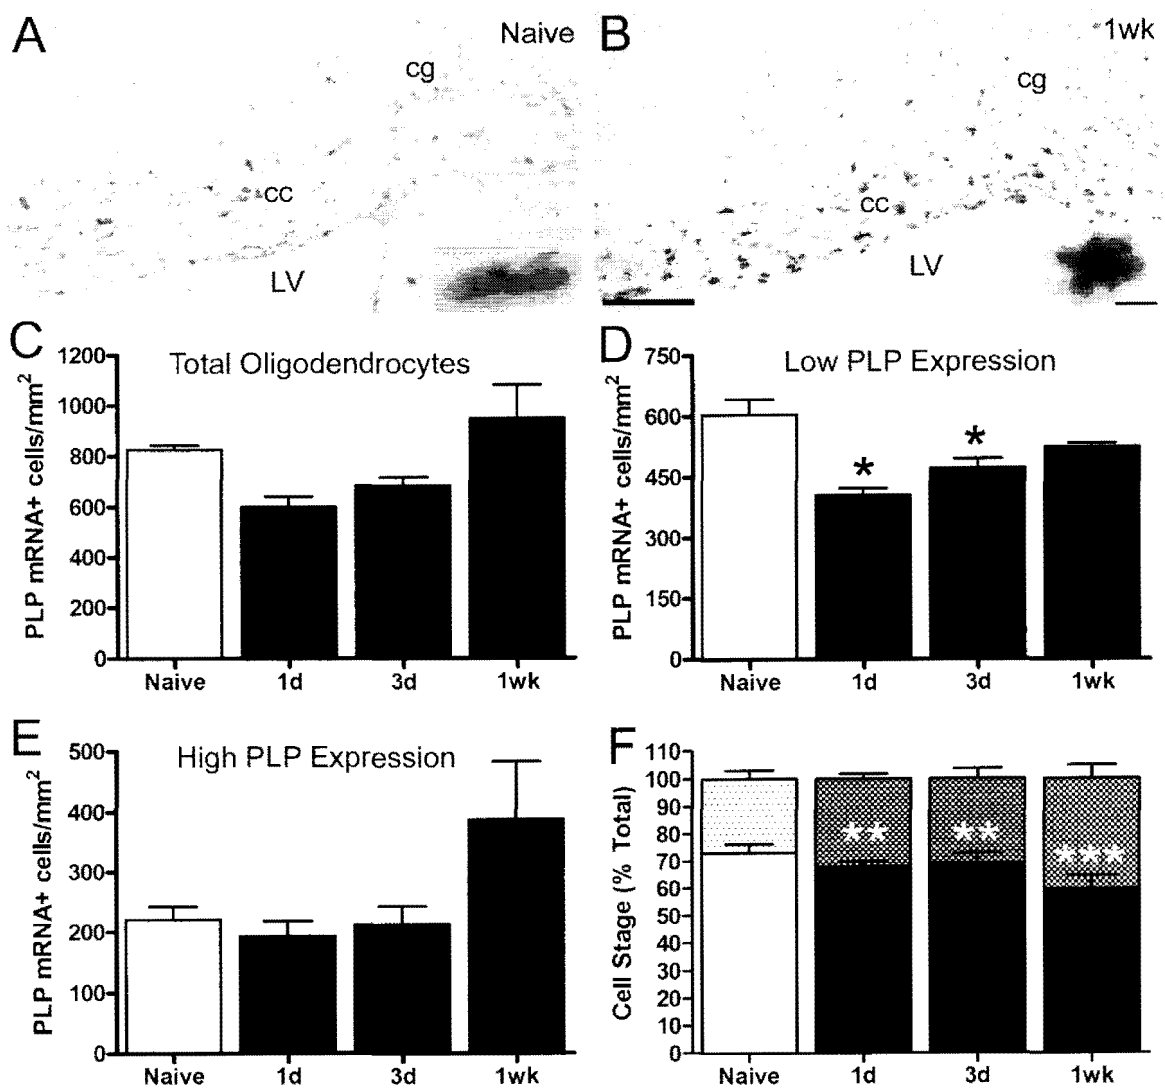 A
Naive
cg
cc
LV
B
1wk
cg
cc
LV
C
Total Oligodendrocytes
PLP mRNA+ cells/mm²
1200
1000
800
600
400
200
0
Naive 1d 3d 1wk
D
Low PLP Expression
PLP mRNA+ cells/mm²
750
600
450
300
150
0
*
*
Naive 1d 3d 1wk
E
High PLP Expression
PLP mRNA+ cells/mm²
500
400
300
200
100
0
Naive 1d 3d 1wk
F
Cell Stage (% Total)
110
100
90
80
70
60
50
40
30
20
10
0
**
**
***
Naive 1d 3d 1wk